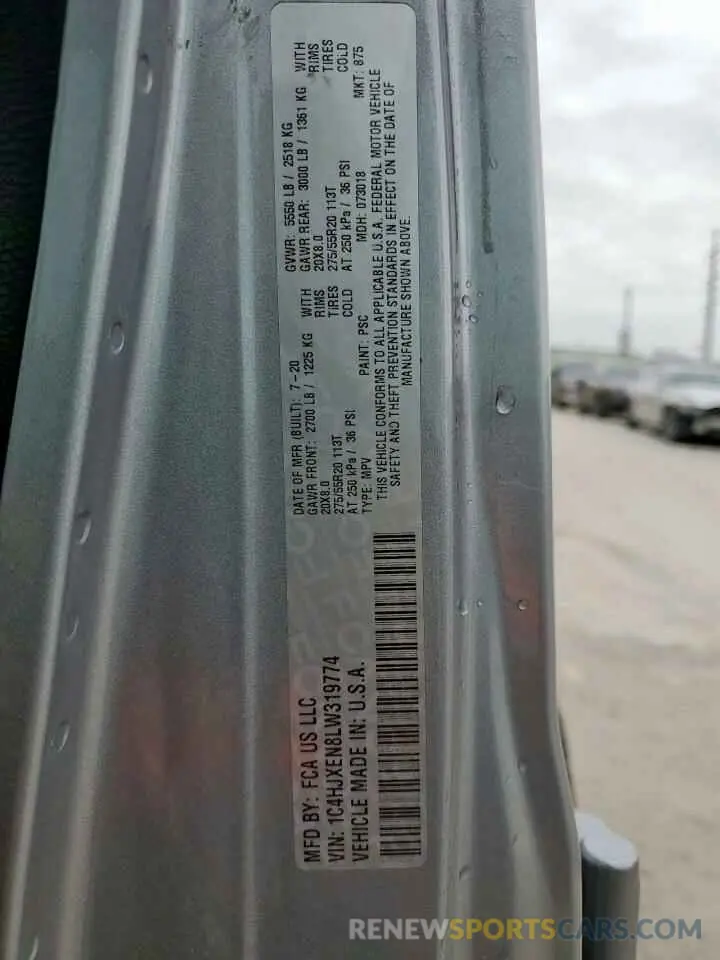 MFD BY: FCA US LLC
VIN: 1C4HJXEN8LW319774
VEHICLE MADE IN: U.S.A.
DATE OF MFR (BUILT): 7-20
GVWR: 5550 LB / 2518 KG
GAWR FRONT: 2700 LB / 1225 KG WITH
GAWR REAR: 3000 LB / 1361 KG WITH
20X8.0 RIMS
20X8.0 RIMS
275/55R20 113T TIRES
275/55R20 113T TIRES
AT 250 kPa / 36 PSI COLD
AT 250 kPa / 36 PSI COLD
TYPE: MPV PAINT: PSC MDH: 073018 MKT: 875
THIS VEHICLE CONFORMS TO ALL APPLICABLE U.S.A. FEDERAL MOTOR VEHICLE
SAFETY AND THEFT PREVENTION STANDARDS IN EFFECT ON THE DATE OF
MANUFACTURE SHOWN ABOVE.
RENEWSPORTSCARS.COM